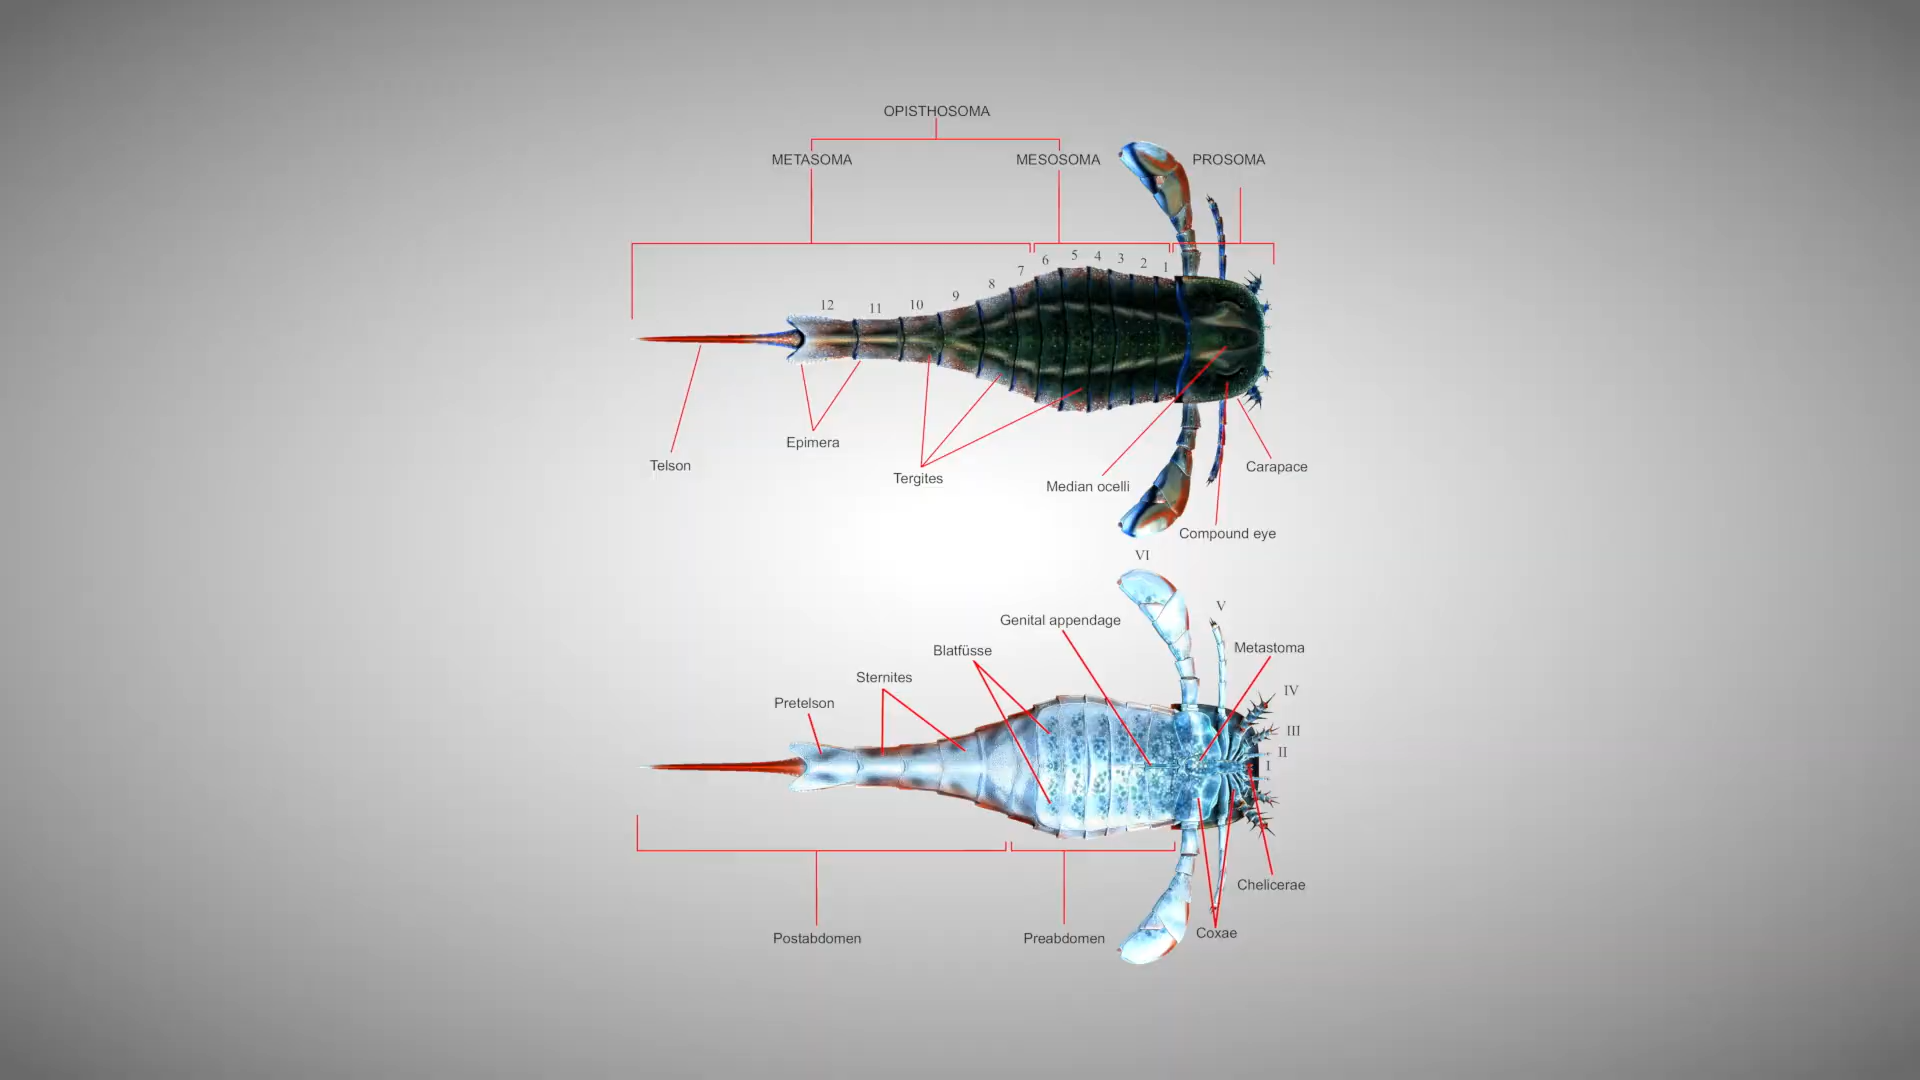 OPISTHOSOMA
METASOMA
MESOSOMA
PROSOMA
12
11
10
9
8
7
6
5
4
3
2
1
Epimera
Telson
Tergites
Median ocelli
Carapace
Compound eye
VI
V
Genital appendage
Metastoma
Blatfüsse
Sternites
IV
Pretelson
III
II
I
Chelicerae
Coxae
Postabdomen
Preabdomen